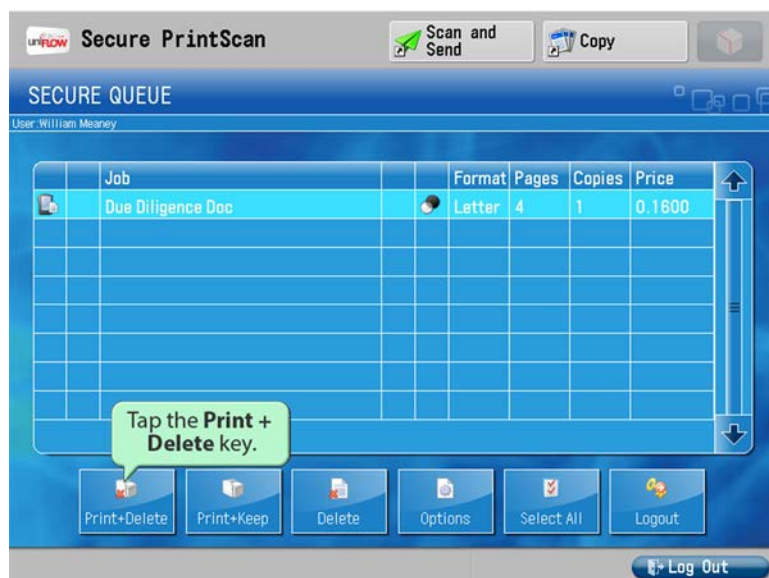 uniFLOW Secure PrintScan
Scan and
Send
Copy
SECURE QUEUE
User:William Meaney
Job Format Pages Copies Price
Due Diligence Doc Letter 4 1 0.1600
Tap the Print +
Delete key.
Print+Delete Print+Keep Delete Options Select All Logout
Log Out